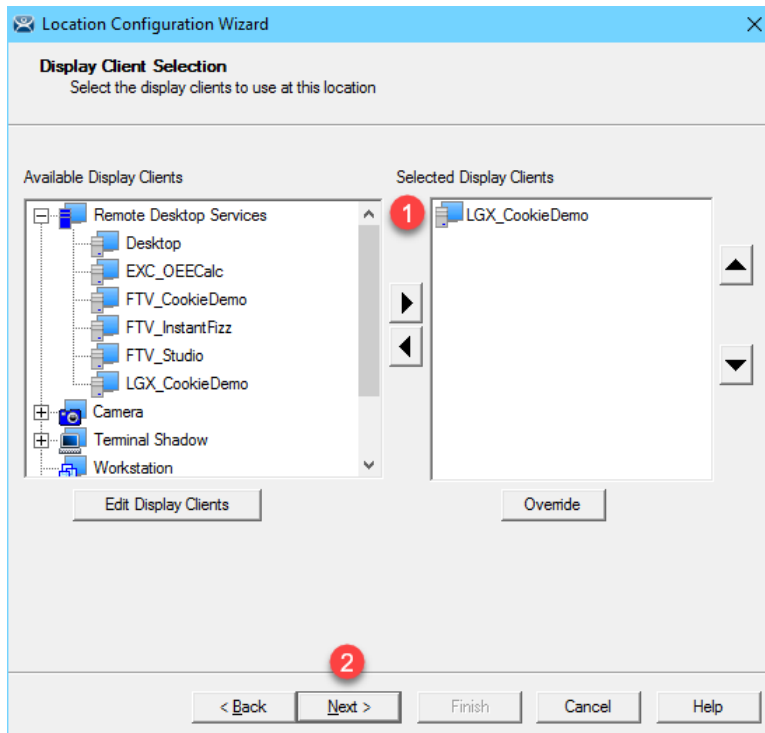 Location Configuration Wizard
Display Client Selection
Select the display clients to use at this location
Available Display Clients
Selected Display Clients
Remote Desktop Services
Desktop
EXC_OEECalc
FTV_CookieDemo
FTV_InstantFizz
FTV_Studio
LGX_CookieDemo
Camera
Terminal Shadow
Workstation
1
LGX_CookieDemo
Edit Display Clients
Override
2
< Back
Next >
Finish
Cancel
Help